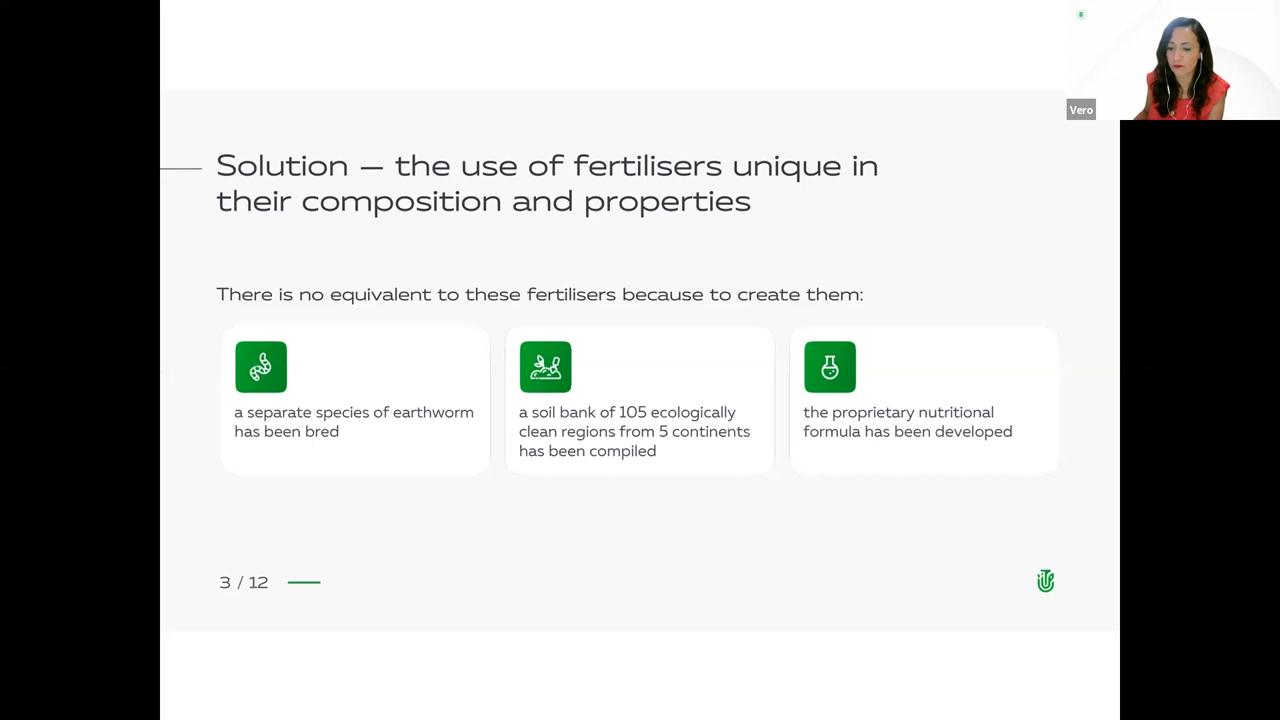 Vero
Solution — the use of fertilisers unique in
their composition and properties
There is no equivalent to these fertilisers because to create them:
a separate species of earthworm
has been bred
a soil bank of 105 ecologically
clean regions from 5 continents
has been compiled
the proprietary nutritional
formula has been developed
3 / 12